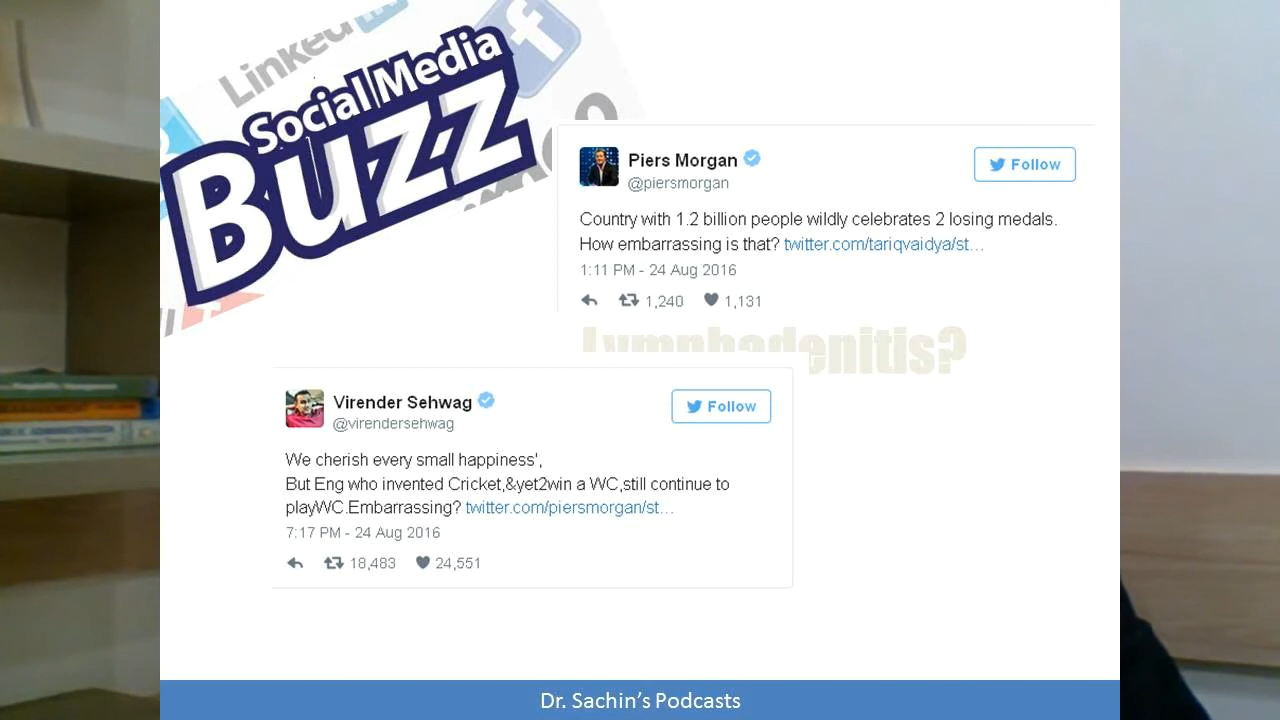 Linked in
Social Media
Buzz
f
Piers Morgan
@piersmorgan
Follow
Country with 1.2 billion people wildly celebrates 2 losing medals.
How embarrassing is that? twitter.com/tariqvaidya/st…
1:11 PM - 24 Aug 2016
1,240 1,131
Lymphadenitis?
Virender Sehwag
@virendersehwag
Follow
We cherish every small happiness',
But Eng who invented Cricket,&yet2win a WC,still continue to
playWC.Embarrassing? twitter.com/piersmorgan/st…
7:17 PM - 24 Aug 2016
18,483 24,551
Dr. Sachin’s Podcasts